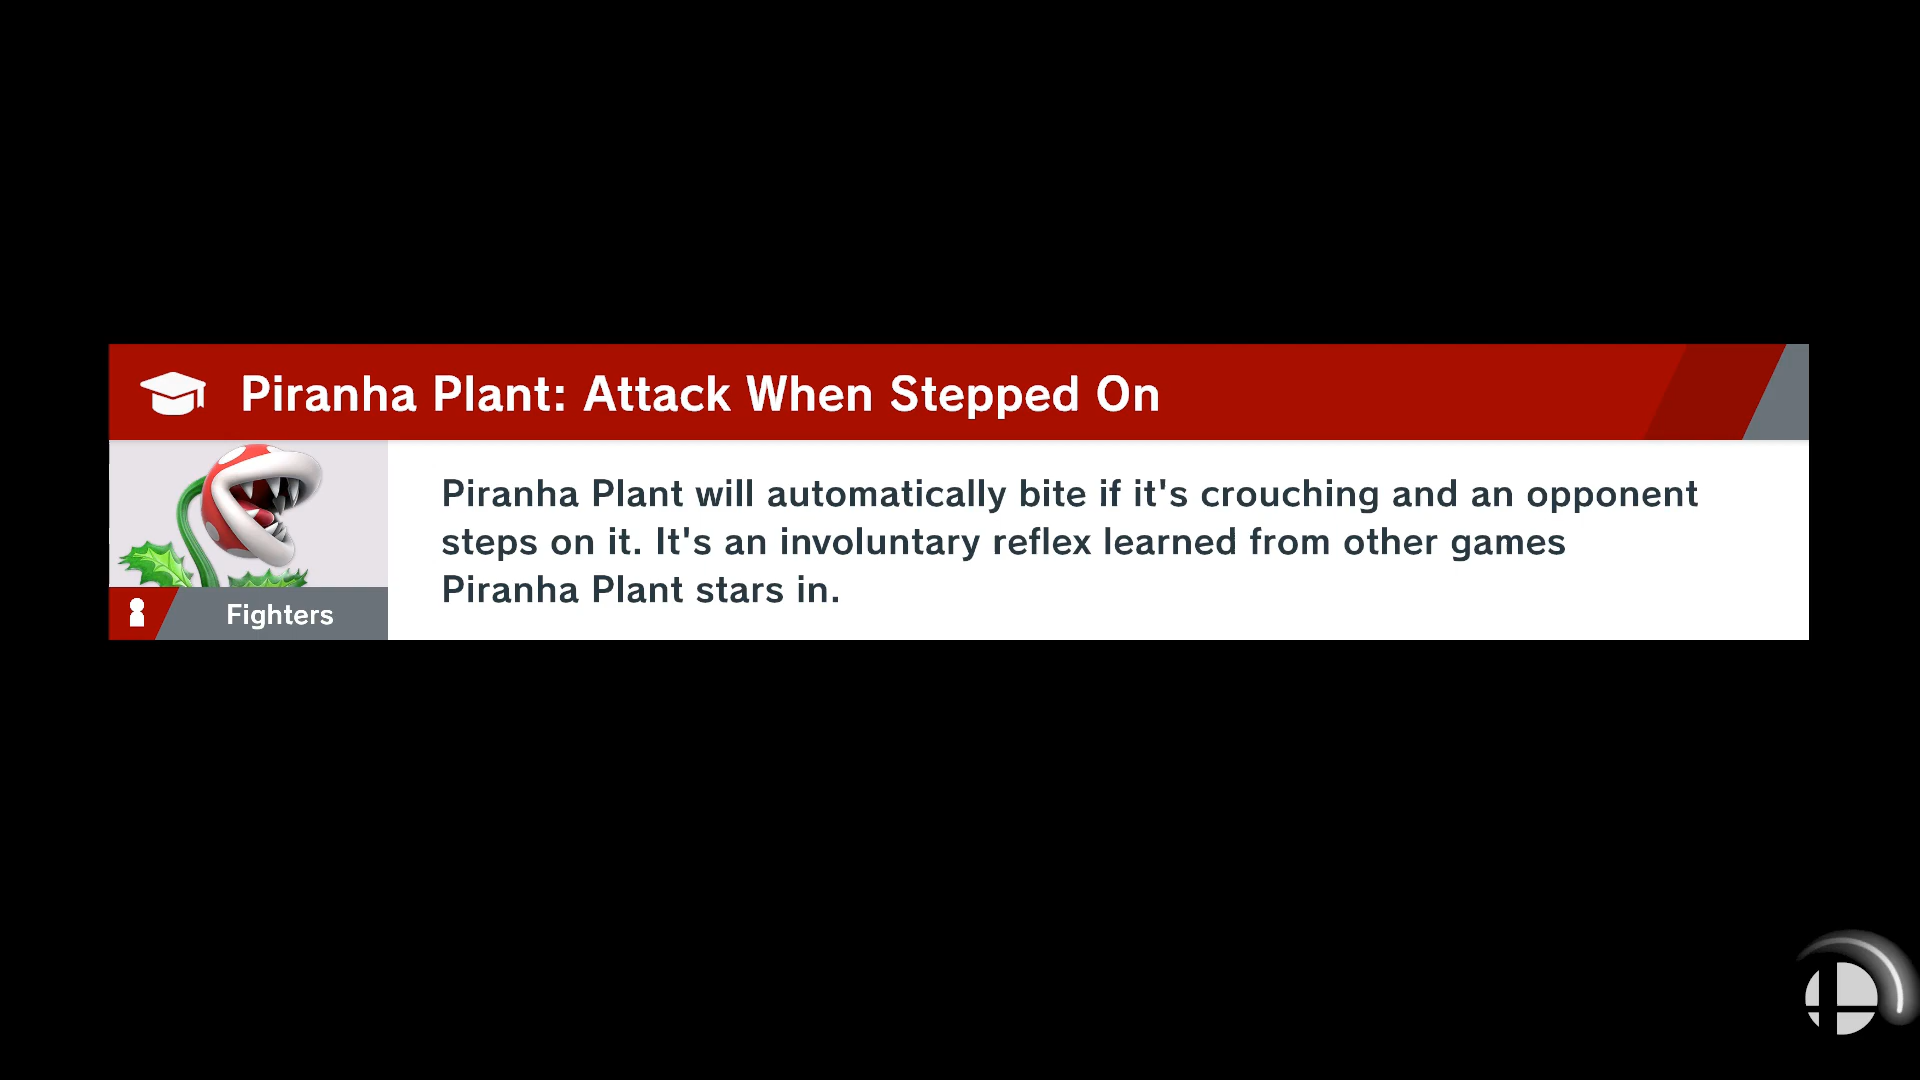 Piranha Plant: Attack When Stepped On
Piranha Plant will automatically bite if it's crouching and an opponent
steps on it. It's an involuntary reflex learned from other games
Piranha Plant stars in.
Fighters